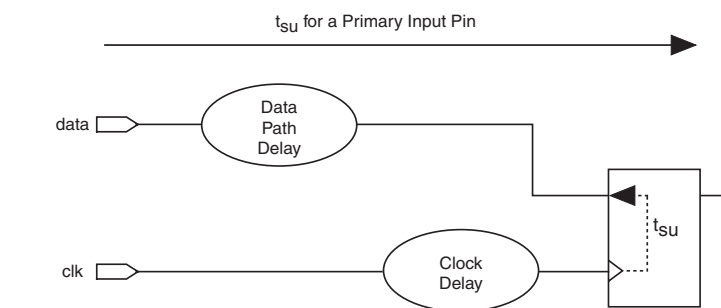 tsu for a Primary Input Pin
data
Data
Path
Delay
tsu
clk
Clock
Delay